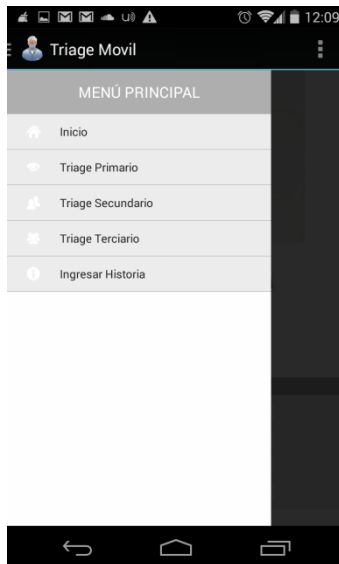 12:09
Triage Movil
MENÚ PRINCIPAL
Inicio
Triage Primario
Triage Secundario
Triage Terciario
Ingresar Historia